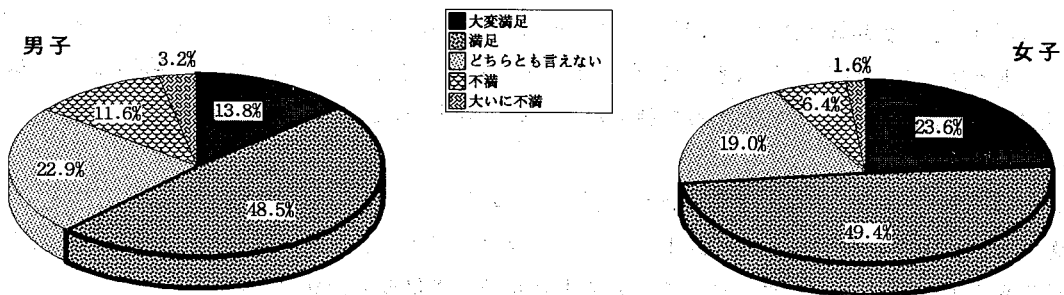 男子
3.2%
11.6%
13.8%
22.9%
48.5%
大変満足
満足
どちらとも言えない
不満
大いに不満
女子
1.6%
6.4%
23.6%
19.0%
49.4%